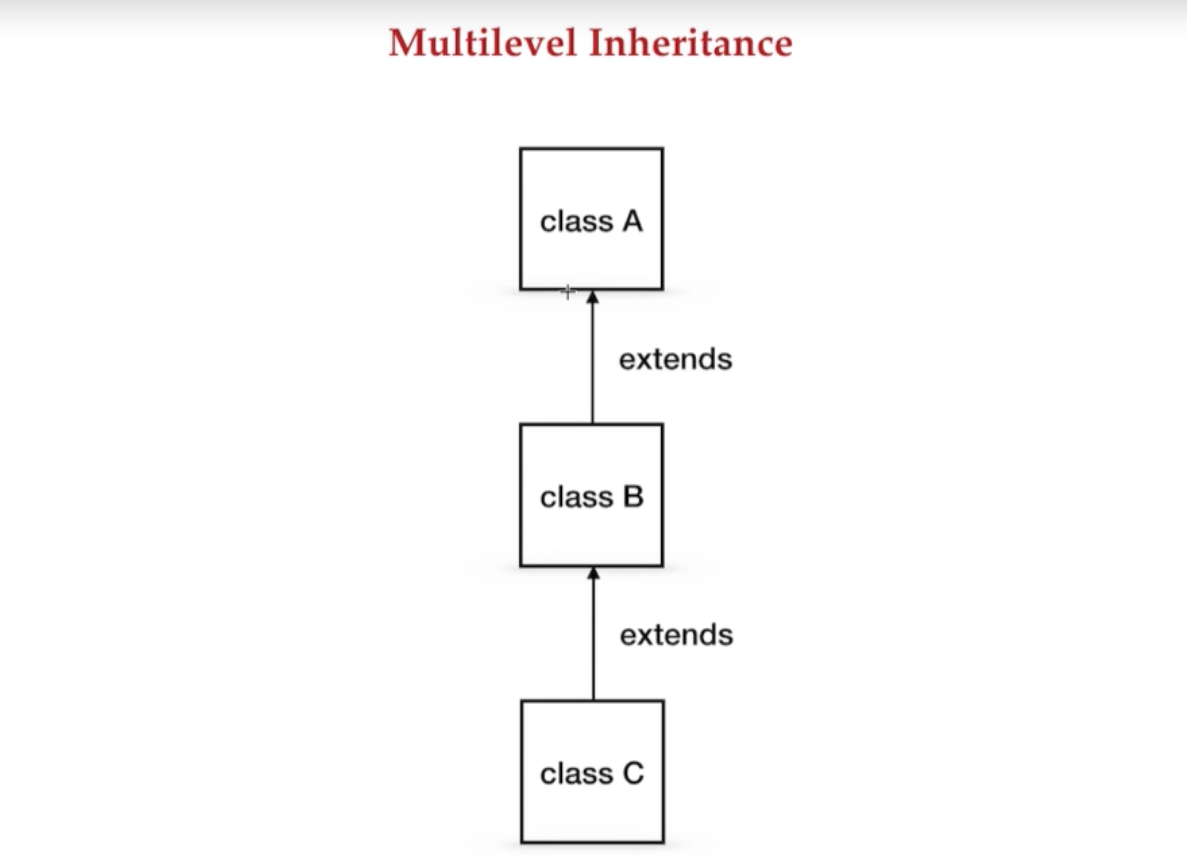 Multilevel Inheritance
class A
extends
class B
extends
class C